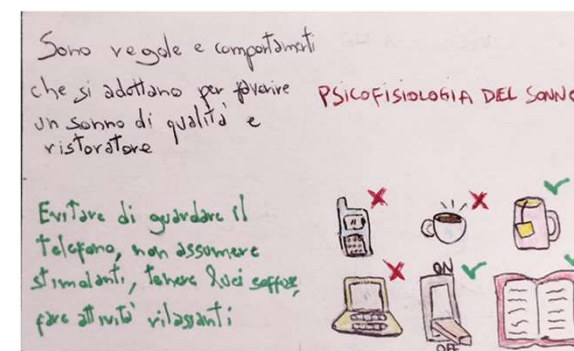 Sono regole e comportamenti
che si adottano per favorire
un sonno di qualità e
ristoratore
PSICOFISIOLOGIA DEL SONNO
Evitare di guardare il
telefono, non assumere
stimolanti, tenere luci soffuse,
fare attività rilassanti
ON
OFF